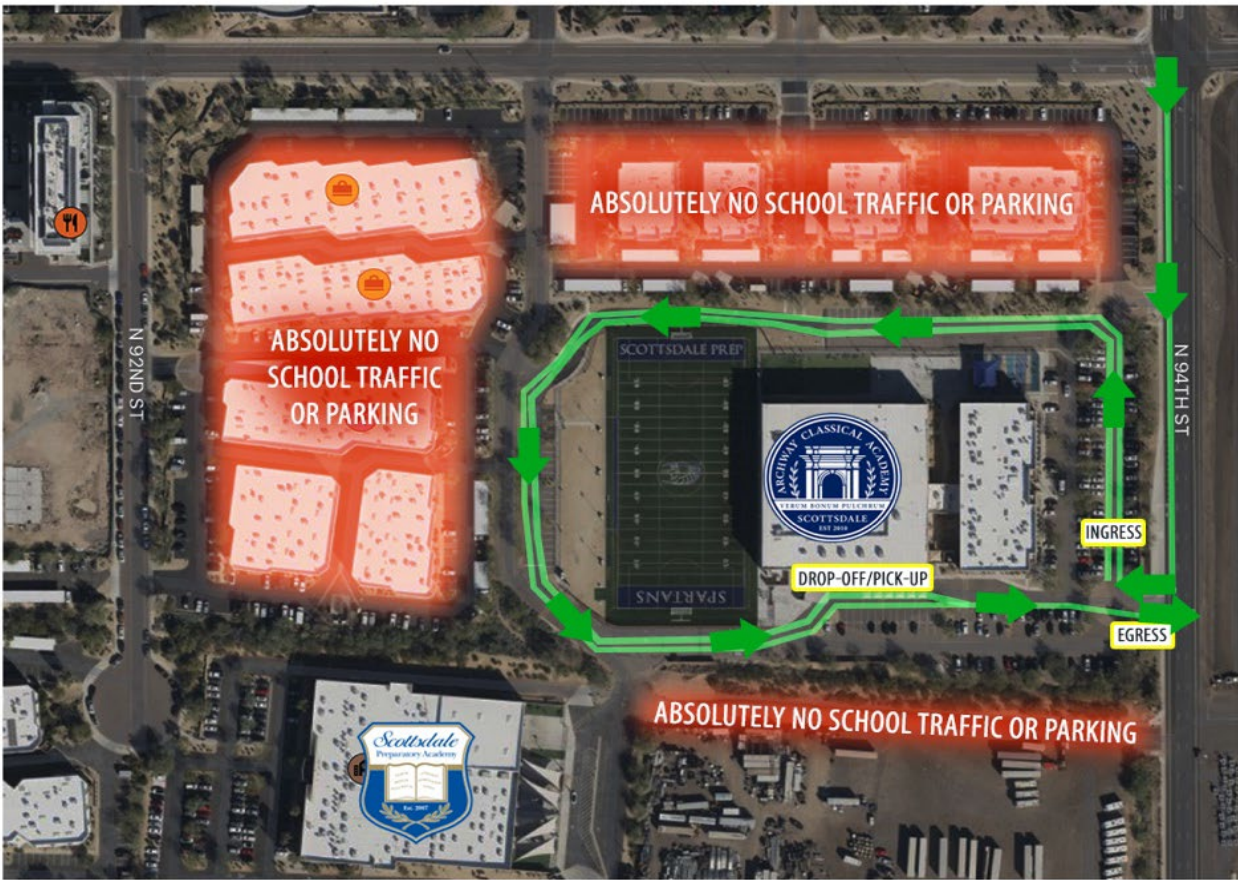 ABSOLUTELY NO SCHOOL TRAFFIC OR PARKING
ABSOLUTELY NO
SCHOOL TRAFFIC
OR PARKING
N 92ND ST
N 94TH ST
SCOTTSDALE PREP
ARCHWAY CLASSICAL ACADEMY
VERUM BONUM PULCHRUM
SCOTTSDALE
EST 2014
INGRESS
DROP-OFF/PICK-UP
SPARTANS
EGRESS
ABSOLUTELY NO SCHOOL TRAFFIC OR PARKING
Scottsdale
Preparatory Academy
Est. 2007